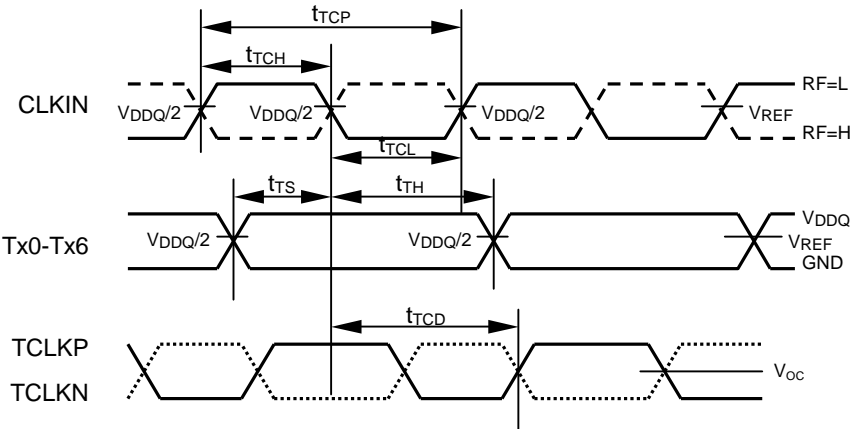 tTCP
tTCH
CLKIN
VDDQ/2
VDDQ/2
VDDQ/2
RF=L
VREF
RF=H
tTCL
tTS
tTH
Tx0-Tx6
VDDQ/2
VDDQ/2
VDDQ
VREF
GND
tTCD
TCLKP
TCLKN
VOC